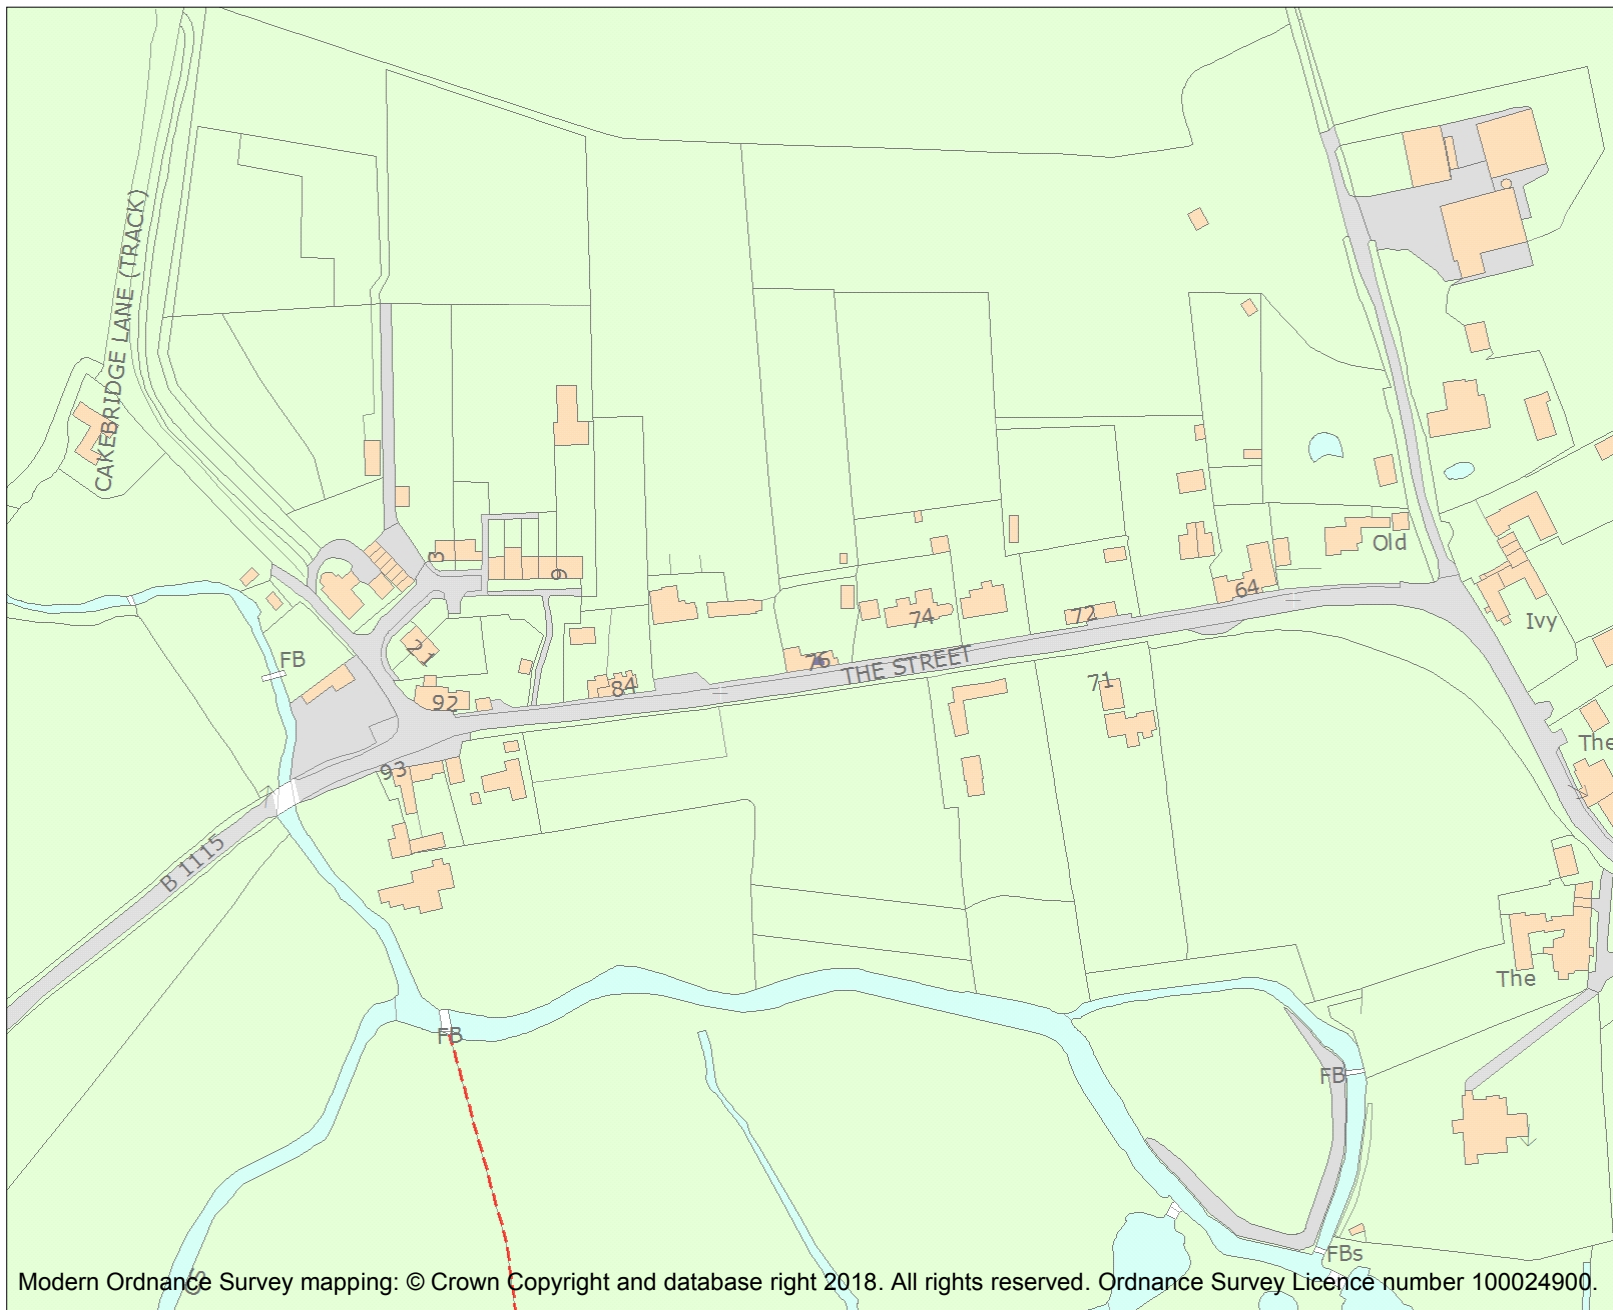 CAKEBRIDGE LANE (TRACK)
3
9
Old
64
72
74
Ivy
76
THE STREET
FB
21
84
71
92
93
The
B 1115
The
FB
FB
FBs
Modern Ordnance Survey mapping: © Crown Copyright and database right 2018. All rights reserved. Ordnance Survey Licence number 100024900.